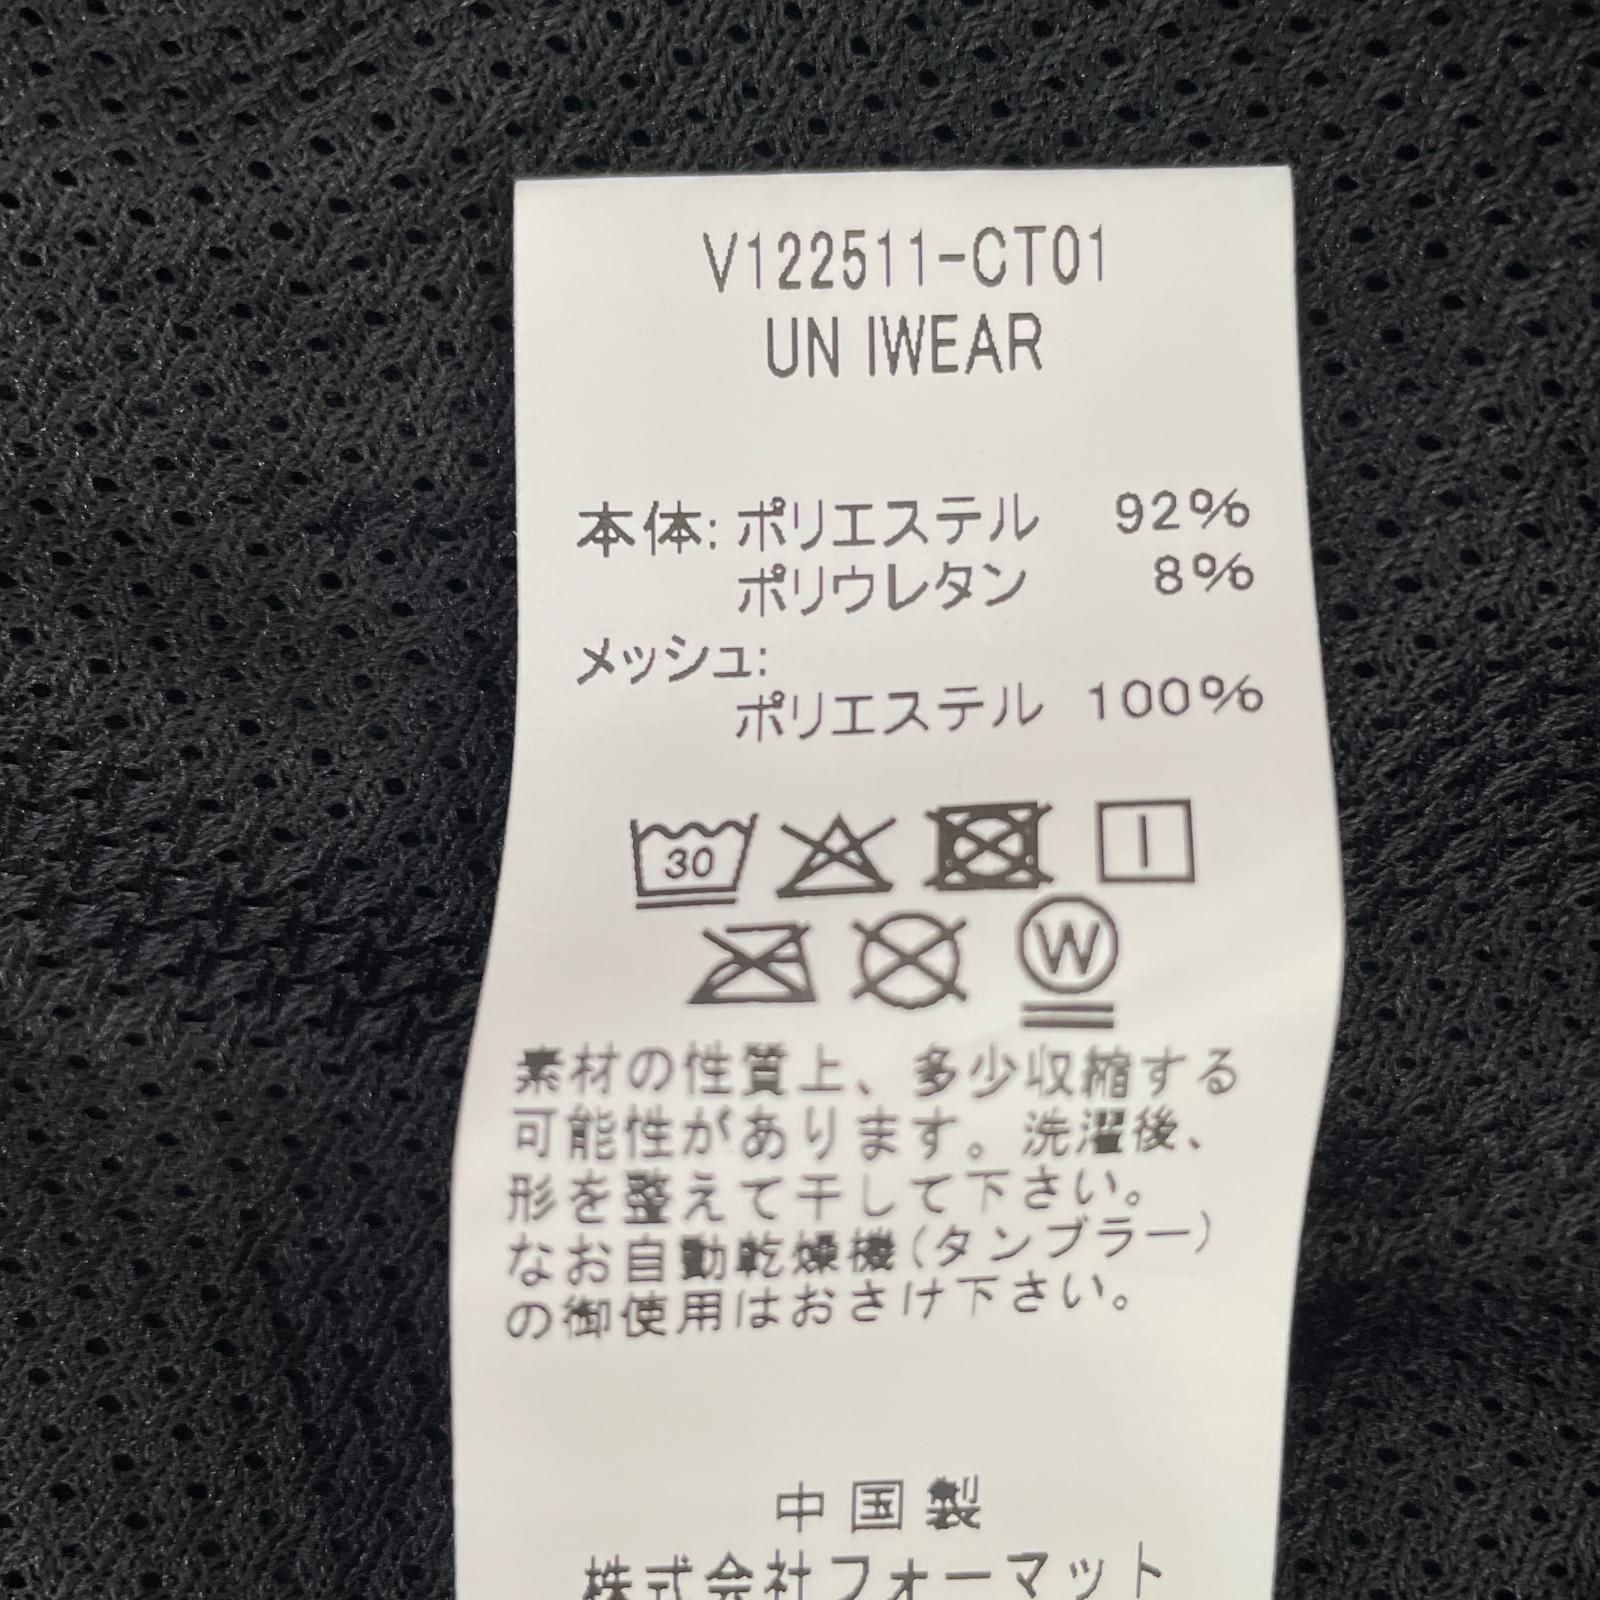 V122511-CT01
UN IWEAR
本体: ポリエステル 92%
ポリウレタン 8%
メッシュ:
ポリエステル 100%
30
W
素材の性質上、多少収縮する
可能性があります。洗濯後、
形を整えて干して下さい。
なお自動乾燥機(タンブラー)
の御使用はおさけ下さい。
中国製
株式会社フォーマット